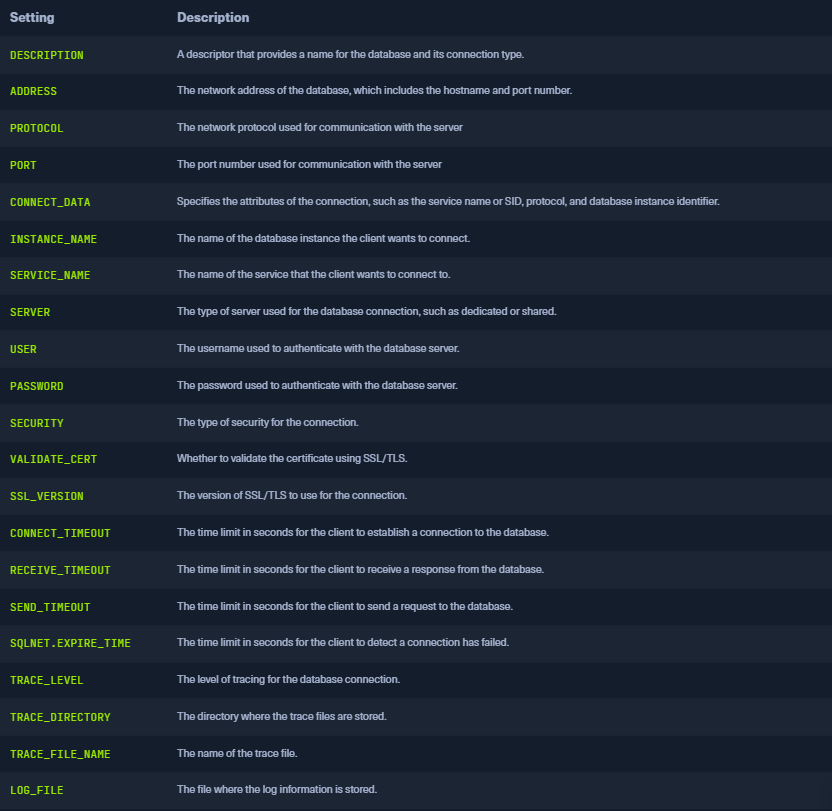 Setting Description
DESCRIPTION A descriptor that provides a name for the database and its connection type.
ADDRESS The network address of the database, which includes the hostname and port number.
PROTOCOL The network protocol used for communication with the server
PORT The port number used for communication with the server
CONNECT_DATA Specifies the attributes of the connection, such as the service name or SID, protocol, and database instance identifier.
INSTANCE_NAME The name of the database instance the client wants to connect.
SERVICE_NAME The name of the service that the client wants to connect to.
SERVER The type of server used for the database connection, such as dedicated or shared.
USER The username used to authenticate with the database server.
PASSWORD The password used to authenticate with the database server.
SECURITY The type of security for the connection.
VALIDATE_CERT Whether to validate the certificate using SSL/TLS.
SSL_VERSION The version of SSL/TLS to use for the connection.
CONNECT_TIMEOUT The time limit in seconds for the client to establish a connection to the database.
RECEIVE_TIMEOUT The time limit in seconds for the client to receive a response from the database.
SEND_TIMEOUT The time limit in seconds for the client to send a request to the database.
SQLNET.EXPIRE_TIME The time limit in seconds for the client to detect a connection has failed.
TRACE_LEVEL The level of tracing for the database connection.
TRACE_DIRECTORY The directory where the trace files are stored.
TRACE_FILE_NAME The name of the trace file.
LOG_FILE The file where the log information is stored.